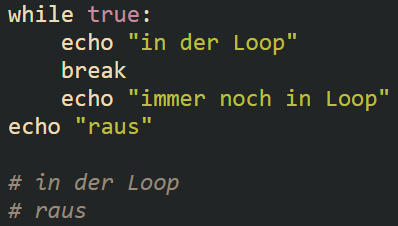 while true:
    echo "in der Loop"
    break
    echo "immer noch in Loop"
echo "raus"

# in der Loop
# raus